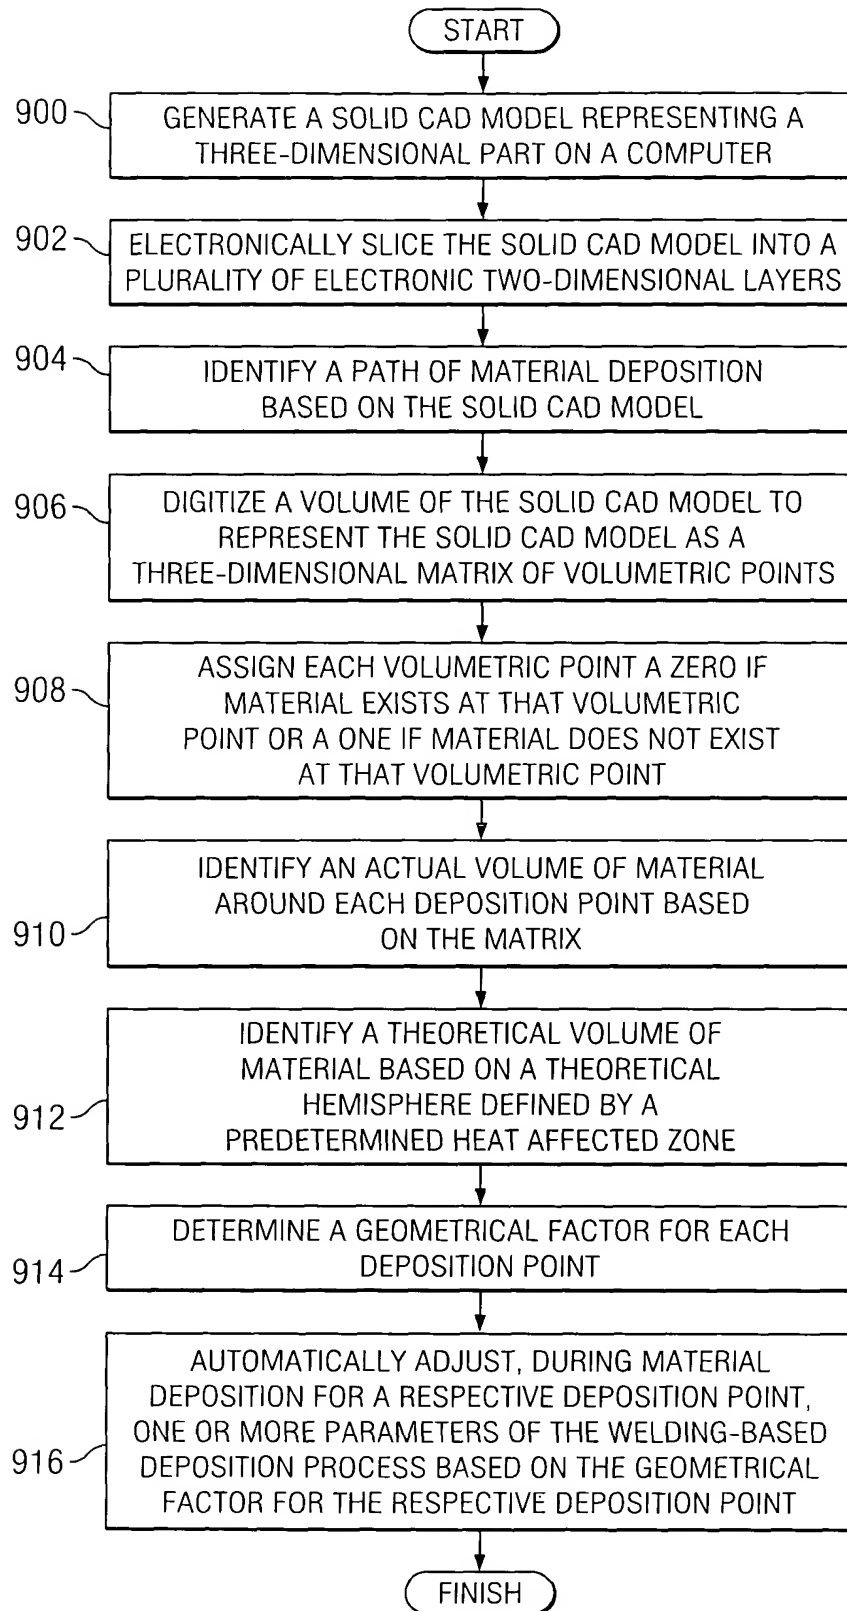 START
900
GENERATE A SOLID CAD MODEL REPRESENTING A
THREE-DIMENSIONAL PART ON A COMPUTER
902
ELECTRONICALLY SLICE THE SOLID CAD MODEL INTO A
PLURALITY OF ELECTRONIC TWO-DIMENSIONAL LAYERS
904
IDENTIFY A PATH OF MATERIAL DEPOSITION
BASED ON THE SOLID CAD MODEL
906
DIGITIZE A VOLUME OF THE SOLID CAD MODEL TO
REPRESENT THE SOLID CAD MODEL AS A
THREE-DIMENSIONAL MATRIX OF VOLUMETRIC POINTS
908
ASSIGN EACH VOLUMETRIC POINT A ZERO IF
MATERIAL EXISTS AT THAT VOLUMETRIC
POINT OR A ONE IF MATERIAL DOES NOT EXIST
AT THAT VOLUMETRIC POINT
910
IDENTIFY AN ACTUAL VOLUME OF MATERIAL
AROUND EACH DEPOSITION POINT BASED
ON THE MATRIX
912
IDENTIFY A THEORETICAL VOLUME OF
MATERIAL BASED ON A THEORETICAL
HEMISPHERE DEFINED BY A
PREDETERMINED HEAT AFFECTED ZONE
914
DETERMINE A GEOMETRICAL FACTOR FOR EACH
DEPOSITION POINT
916
AUTOMATICALLY ADJUST, DURING MATERIAL
DEPOSITION FOR A RESPECTIVE DEPOSITION POINT,
ONE OR MORE PARAMETERS OF THE WELDING-BASED
DEPOSITION PROCESS BASED ON THE GEOMETRICAL
FACTOR FOR THE RESPECTIVE DEPOSITION POINT
FINISH